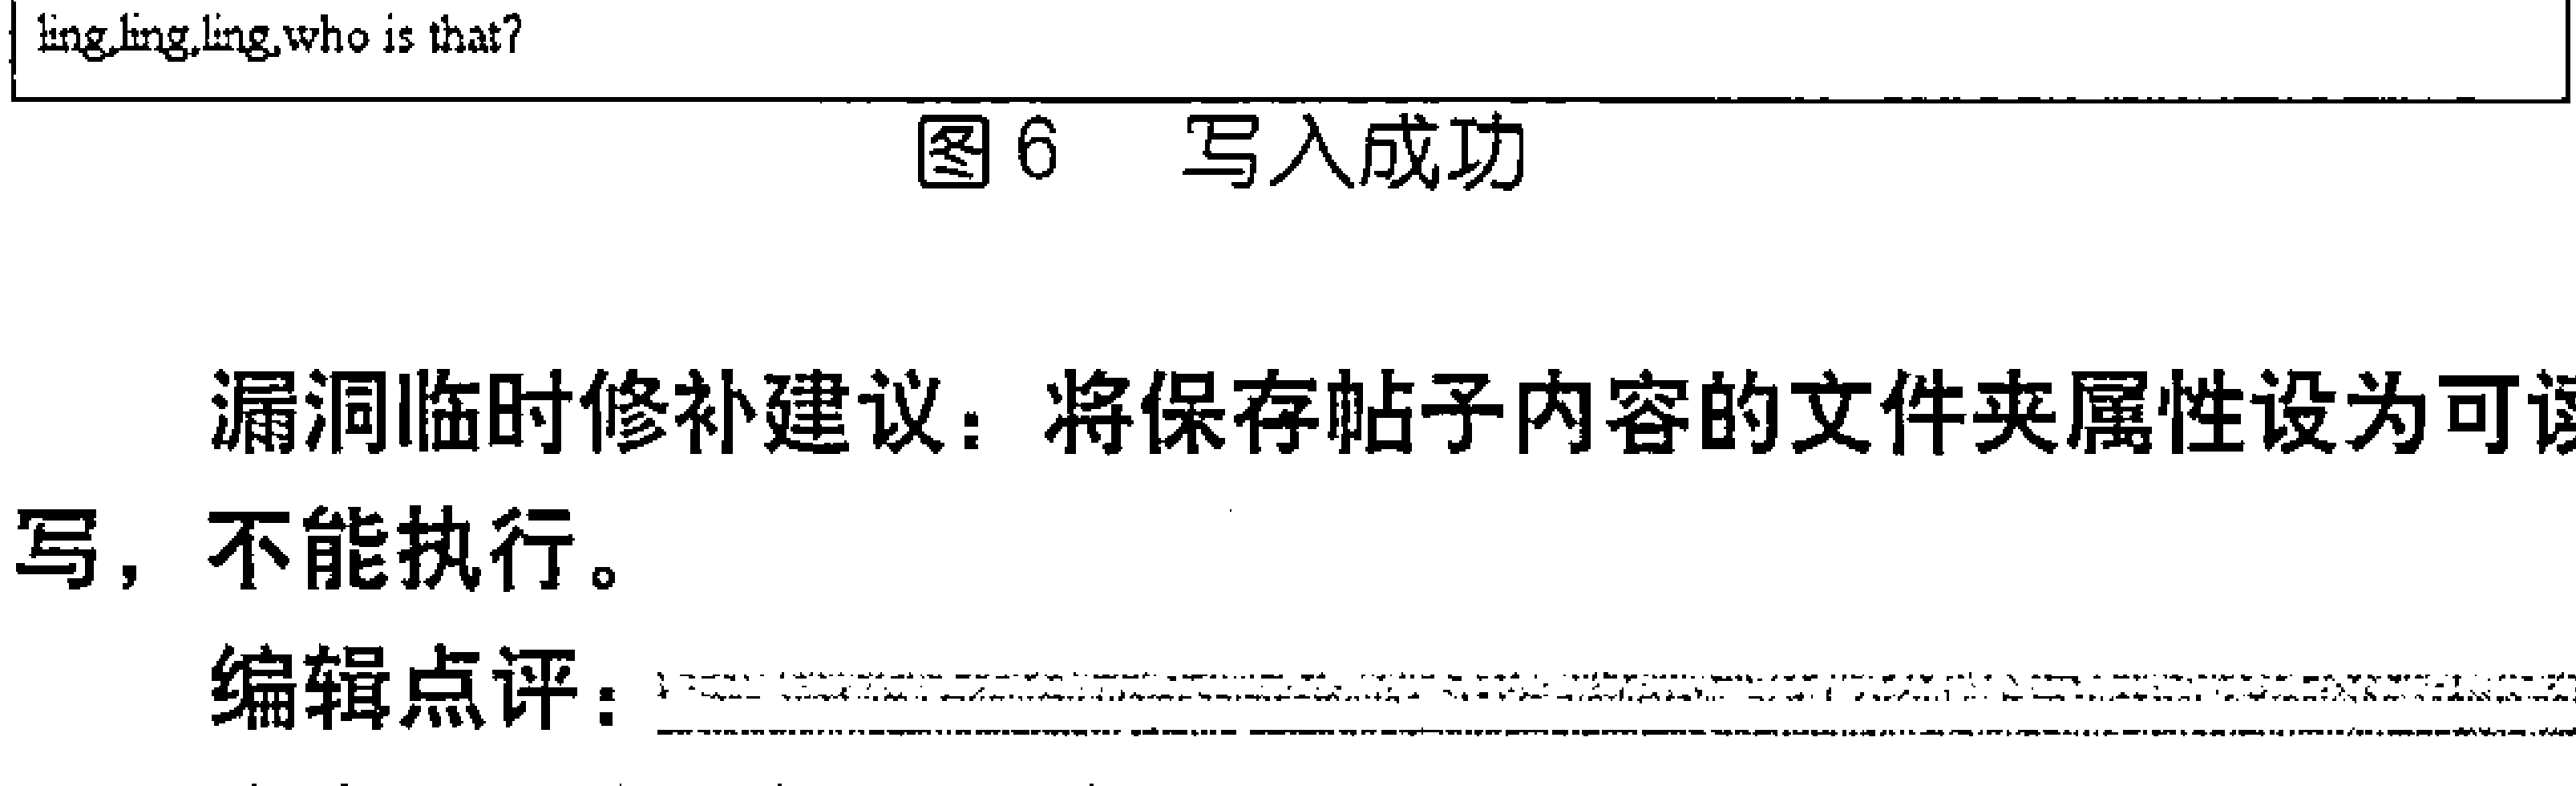 ling,ling,ling,who is that?
图 6 写入成功
漏洞临时修补建议：将保存帖子内容的文件夹属性设为可读
写，不能执行。
编辑点评：